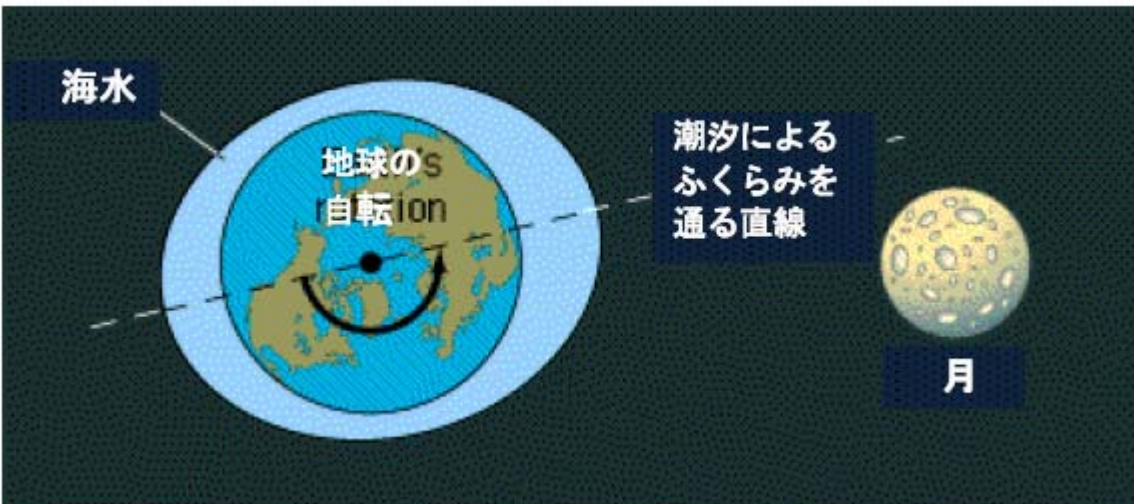 海水
地球の
自転
潮汐による
ふくらみを
通る直線
月